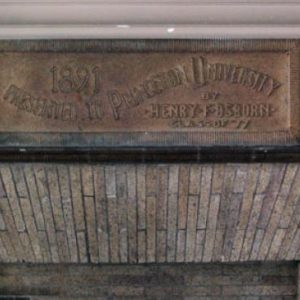 1891
PRESENTED TO PRINCETON UNIVERSITY
BY
HENRY F OSBORN
CLASS OF 77